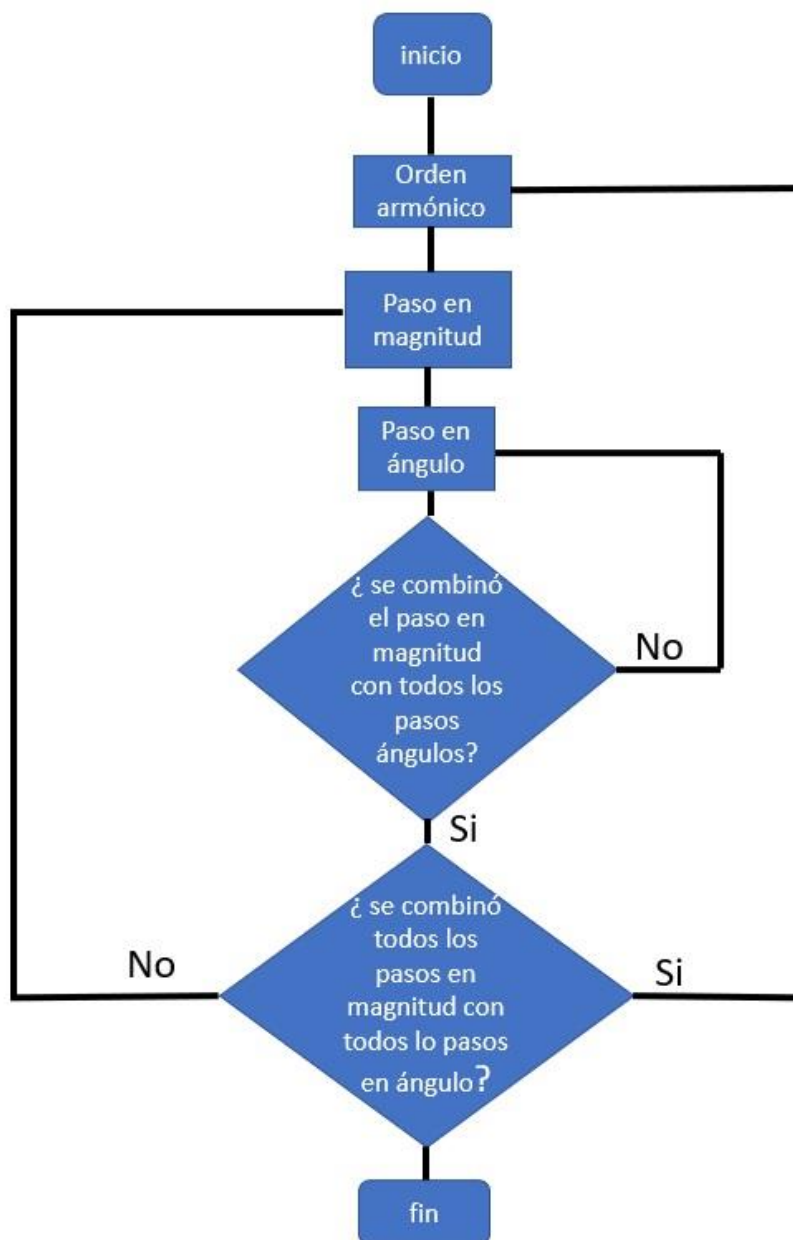 inicio
Orden
armónico
Paso en
magnitud
Paso en
ángulo
¿ se combinó
el paso en
magnitud
con todos los
pasos
ángulos?
No
Si
¿ se combinó
todos los
pasos en
magnitud con
todos lo pasos
en ángulo?
No
Si
fin